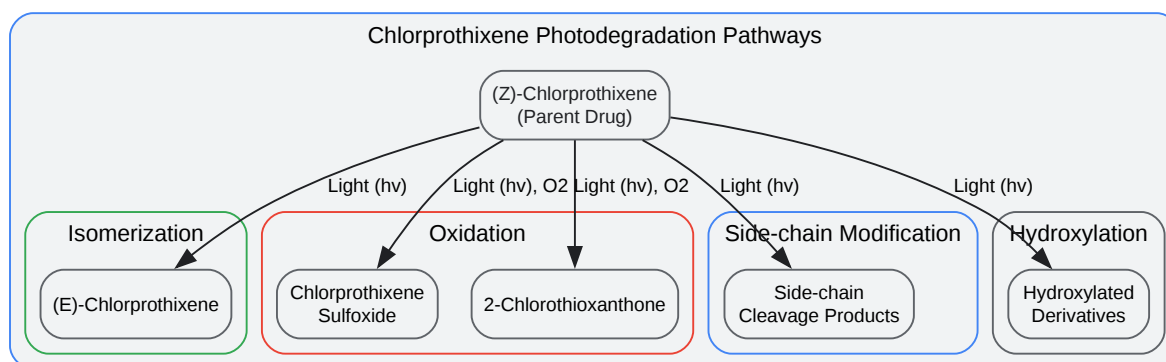 Chlorprothixene Photodegradation Pathways
(Z)-Chlorprothixene
(Parent Drug)
Light (hv)
Light (hv), O2
Light (hv), O2
Light (hv)
Light (hv)
Isomerization
Oxidation
Side-chain Modification
Hydroxylation
(E)-Chlorprothixene
Chlorprothixene
Sulfoxide
2-Chlorothioxanthone
Side-chain
Cleavage Products
Hydroxylated
Derivatives